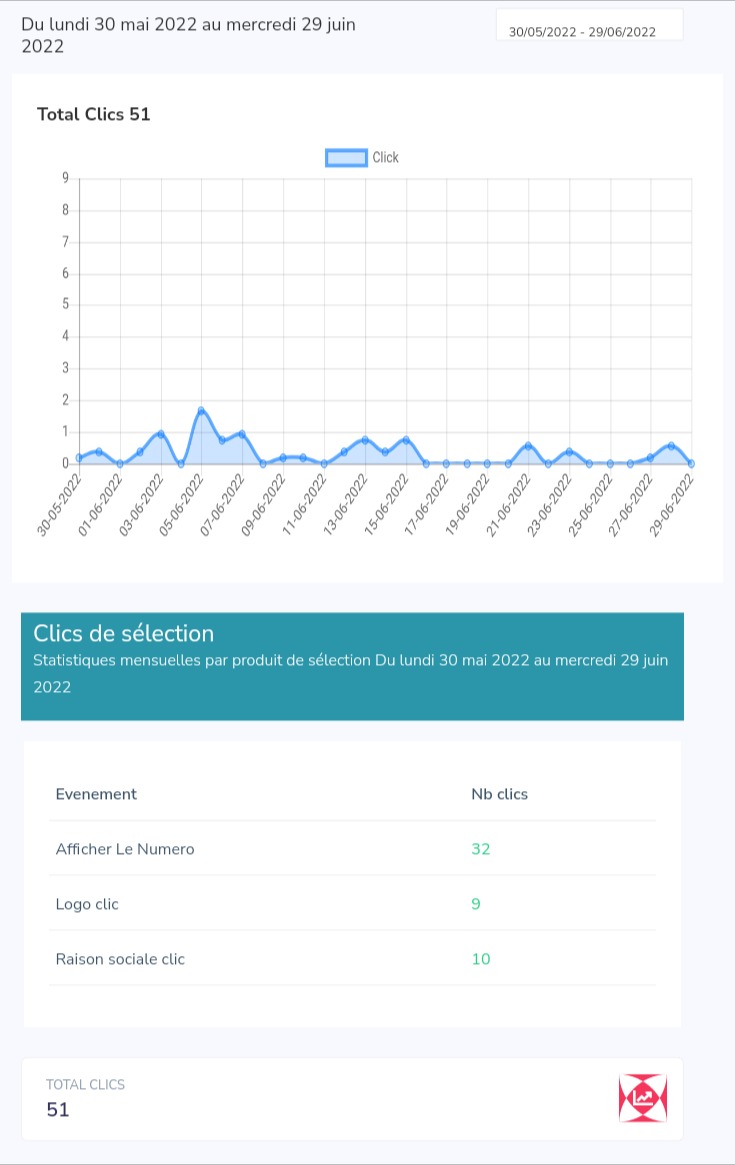 Du lundi 30 mai 2022 au mercredi 29 juin
2022
30/05/2022 - 29/06/2022
Total Clics 51
Click
9
8
7
6
5
4
3
2
1
0
30-05-2022
01-06-2022
03-06-2022
05-06-2022
07-06-2022
09-06-2022
11-06-2022
13-06-2022
15-06-2022
17-06-2022
19-06-2022
21-06-2022
23-06-2022
25-06-2022
27-06-2022
29-06-2022
Clics de sélection
Statistiques mensuelles par produit de sélection Du lundi 30 mai 2022 au mercredi 29 juin
2022
Evenement Nb clics
Afficher Le Numero 32
Logo clic 9
Raison sociale clic 10
TOTAL CLICS
51